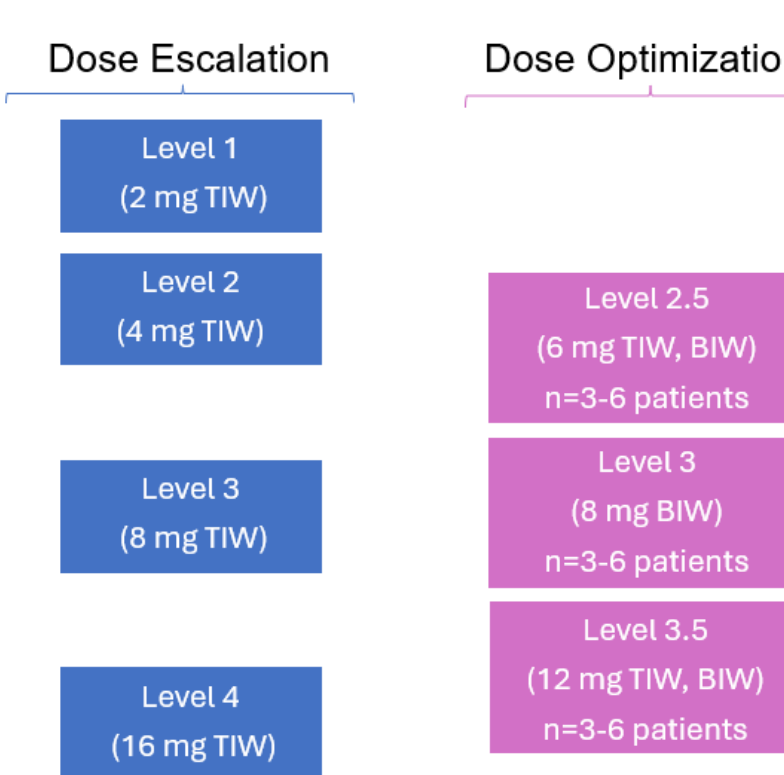 Dose Escalation
Level 1
(2 mg TIW)
Level 2
(4 mg TIW)
Level 3
(8 mg TIW)
Level 4
(16 mg TIW)
Dose Optimizatio
Level 2.5
(6 mg TIW, BIW)
n=3-6 patients
Level 3
(8 mg BIW)
n=3-6 patients
Level 3.5
(12 mg TIW, BIW)
n=3-6 patients